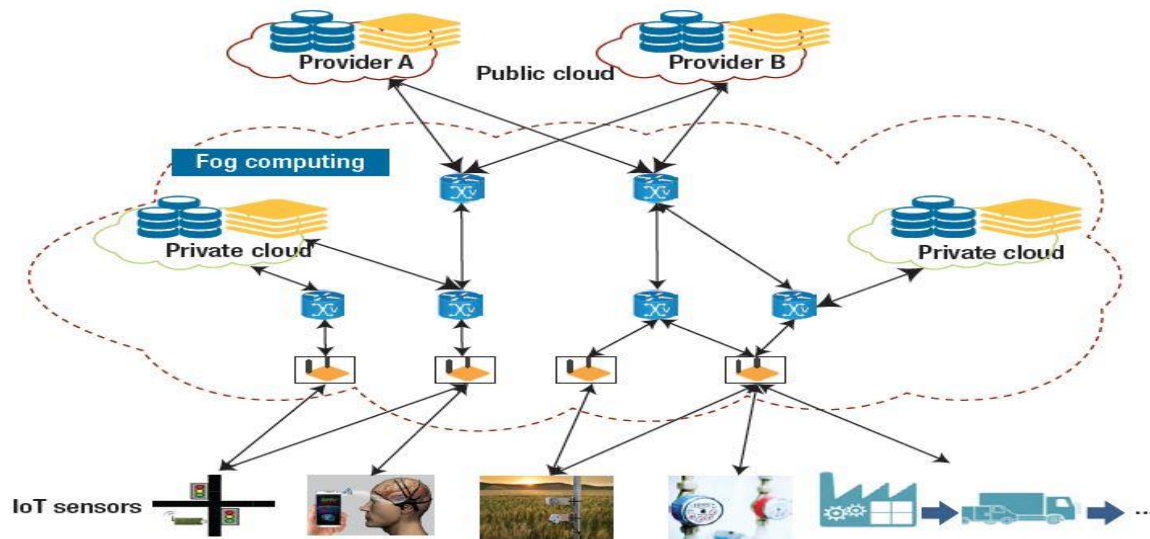 Provider A
Public cloud
Provider B
Fog computing
Private cloud
Private cloud
IoT sensors
...